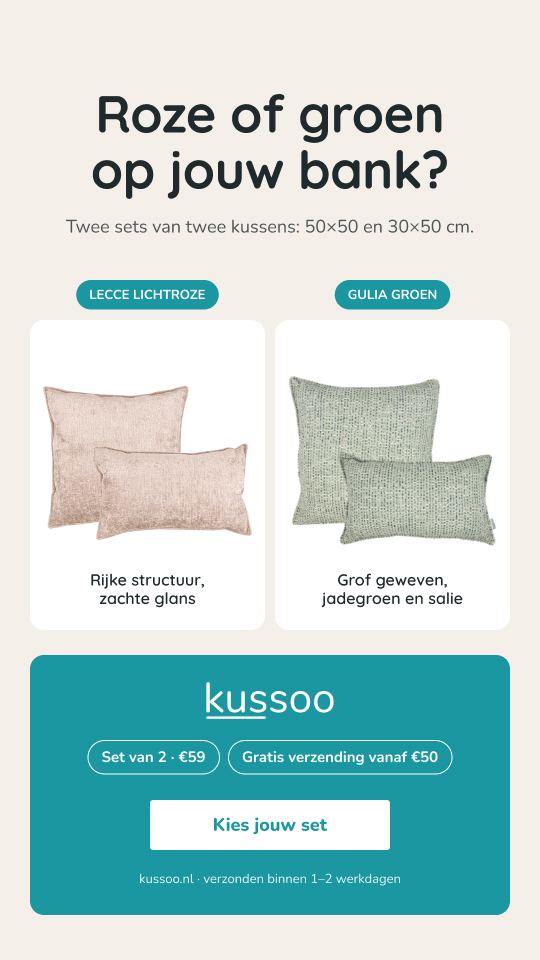 Roze of groen
op jouw bank?
Twee sets van twee kussens: 50×50 en 30×50 cm.
LECCE LICHTROZE
GULIA GROEN
Rijke structuur,
zachte glans
Grof geweven,
jadegroen en salie
kussoo
Set van 2 · €59
Gratis verzending vanaf €50
Kies jouw set
kussoo.nl · verzonden binnen 1–2 werkdagen